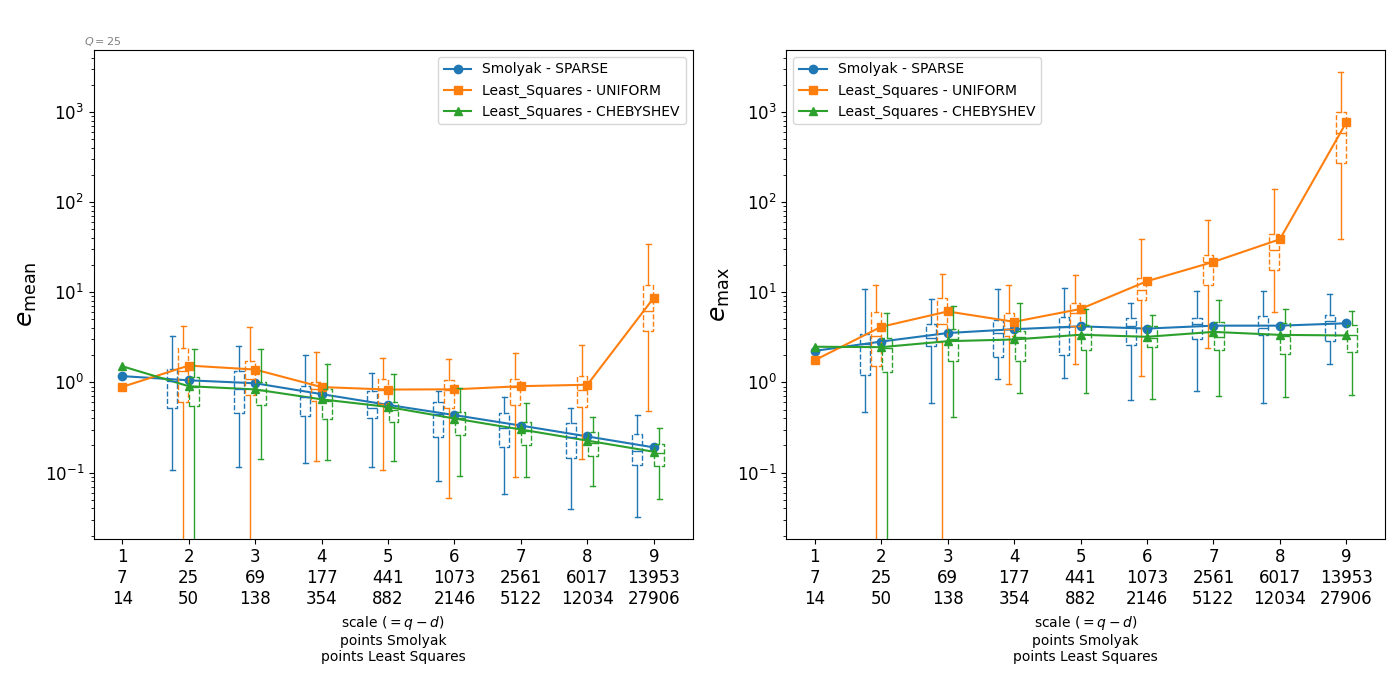 Q = 25
Smolyak - SPARSE
Least_Squares - UNIFORM
Least_Squares - CHEBYSHEV
e_mean
10³
10²
10¹
10⁰
10⁻¹
1 2 3 4 5 6 7 8 9
7 25 69 177 441 1073 2561 6017 13953
14 50 138 354 882 2146 5122 12034 27906
scale (= q − d)
points Smolyak
points Least Squares
Smolyak - SPARSE
Least_Squares - UNIFORM
Least_Squares - CHEBYSHEV
e_max
10³
10²
10¹
10⁰
10⁻¹
1 2 3 4 5 6 7 8 9
7 25 69 177 441 1073 2561 6017 13953
14 50 138 354 882 2146 5122 12034 27906
scale (= q − d)
points Smolyak
points Least Squares